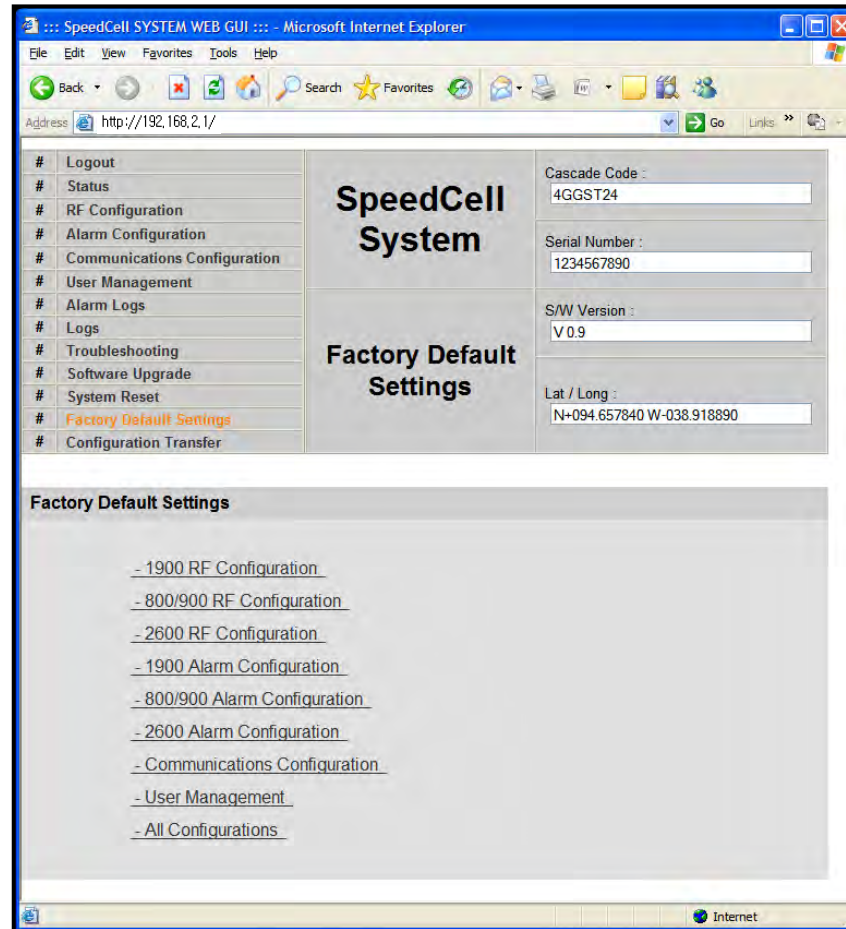 ::: SpeedCell SYSTEM WEB GUI ::: - Microsoft Internet Explorer
File Edit View Favorites Tools Help
Back Search Favorites
Address http://192,168,2,1/ Go Links »
# Logout
# Status
# RF Configuration
# Alarm Configuration
# Communications Configuration
# User Management
# Alarm Logs
# Logs
# Troubleshooting
# Software Upgrade
# System Reset
# Factory Default Settings
# Configuration Transfer
SpeedCell
System
Factory Default
Settings
Cascade Code :
4GGST24
Serial Number :
1234567890
S/W Version :
V 0.9
Lat / Long :
N+094.657840 W-038.918890
Factory Default Settings
- 1900 RF Configuration
- 800/900 RF Configuration
- 2600 RF Configuration
- 1900 Alarm Configuration
- 800/900 Alarm Configuration
- 2600 Alarm Configuration
- Communications Configuration
- User Management
- All Configurations
Internet